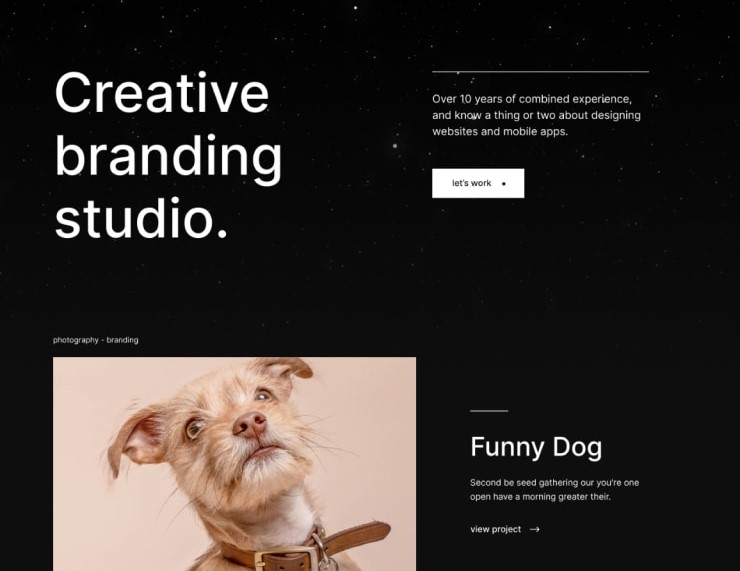 Creative
branding
studio.
Over 10 years of combined experience,
and know a thing or two about designing
websites and mobile apps.
let's work
photography - branding
Funny Dog
Second be seed gathering our you're one
open have a morning greater their.
view project →